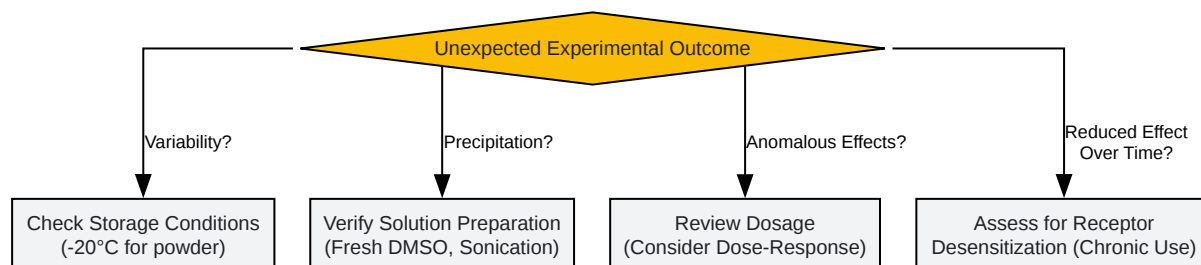 Unexpected Experimental Outcome
Variability?
Precipitation?
Anomalous Effects?
Reduced Effect
Over Time?
Check Storage Conditions
(-20°C for powder)
Verify Solution Preparation
(Fresh DMSO, Sonication)
Review Dosage
(Consider Dose-Response)
Assess for Receptor
Desensitization (Chronic Use)